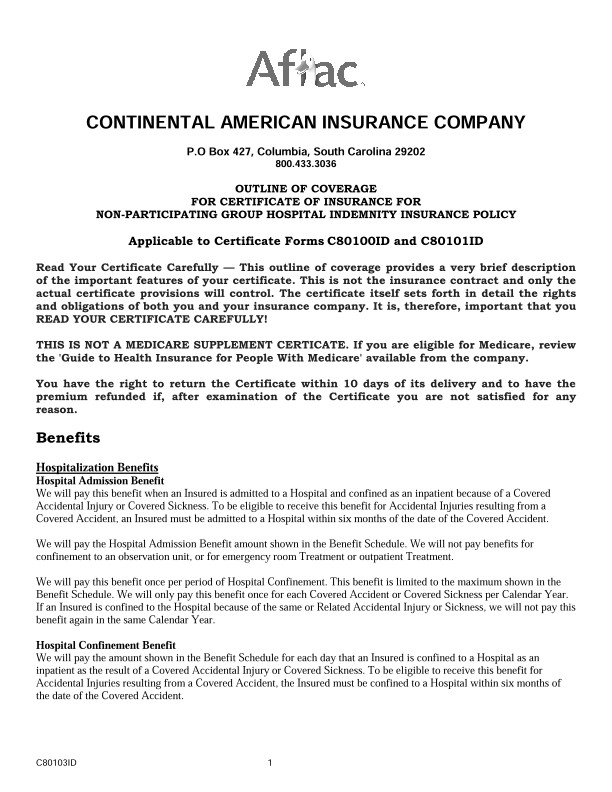 Aflac
CONTINENTAL AMERICAN INSURANCE COMPANY
P.O Box 427, Columbia, South Carolina 29202
800.433.3036
OUTLINE OF COVERAGE
FOR CERTIFICATE OF INSURANCE FOR
NON-PARTICIPATING GROUP HOSPITAL INDEMNITY INSURANCE POLICY
Applicable to Certificate Forms C80100ID and C80101ID
Read Your Certificate Carefully — This outline of coverage provides a very brief description
of the important features of your certificate. This is not the insurance contract and only the
actual certificate provisions will control. The certificate itself sets forth in detail the rights
and obligations of both you and your insurance company. It is, therefore, important that you
READ YOUR CERTIFICATE CAREFULLY!
THIS IS NOT A MEDICARE SUPPLEMENT CERTICATE. If you are eligible for Medicare, review
the 'Guide to Health Insurance for People With Medicare' available from the company.
You have the right to return the Certificate within 10 days of its delivery and to have the
premium refunded if, after examination of the Certificate you are not satisfied for any
reason.
Benefits
Hospitalization Benefits
Hospital Admission Benefit
We will pay this benefit when an Insured is admitted to a Hospital and confined as an inpatient because of a Covered
Accidental Injury or Covered Sickness. To be eligible to receive this benefit for Accidental Injuries resulting from a
Covered Accident, an Insured must be admitted to a Hospital within six months of the date of the Covered Accident.
We will pay the Hospital Admission Benefit amount shown in the Benefit Schedule. We will not pay benefits for
confinement to an observation unit, or for emergency room Treatment or outpatient Treatment.
We will pay this benefit once per period of Hospital Confinement. This benefit is limited to the maximum shown in the
Benefit Schedule. We will only pay this benefit once for each Covered Accident or Covered Sickness per Calendar Year.
If an Insured is confined to the Hospital because of the same or Related Accidental Injury or Sickness, we will not pay this
benefit again in the same Calendar Year.
Hospital Confinement Benefit
We will pay the amount shown in the Benefit Schedule for each day that an Insured is confined to a Hospital as an
inpatient as the result of a Covered Accidental Injury or Covered Sickness. To be eligible to receive this benefit for
Accidental Injuries resulting from a Covered Accident, the Insured must be confined to a Hospital within six months of
the date of the Covered Accident.
C80103ID 1